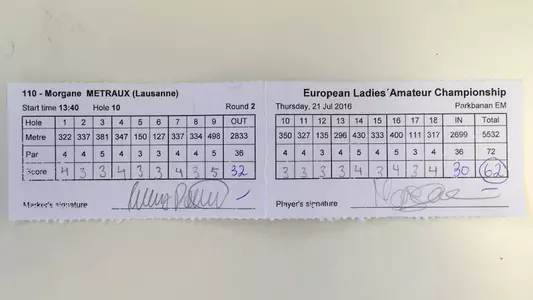 110 - Morgane METRAUX (Lausanne)
Start time 13:40 Hole 10 Round 2
Hole 1 2 3 4 5 6 7 8 9 OUT
Metre 322 337 381 347 150 127 337 334 498 2833
Par 4 4 5 4 3 3 4 4 5 36
Score 4 3 3 4 3 3 4 3 5 32
Marker's signature
European Ladies´Amateur Championship
Thursday, 21 Jul 2016 Parkbanan EM
10 11 12 13 14 15 16 17 18 IN Total
350 327 135 296 430 333 400 111 317 2699 5532
4 4 3 4 5 4 5 3 4 36 72
3 3 3 3 4 3 4 3 4 30 62
Player's signature